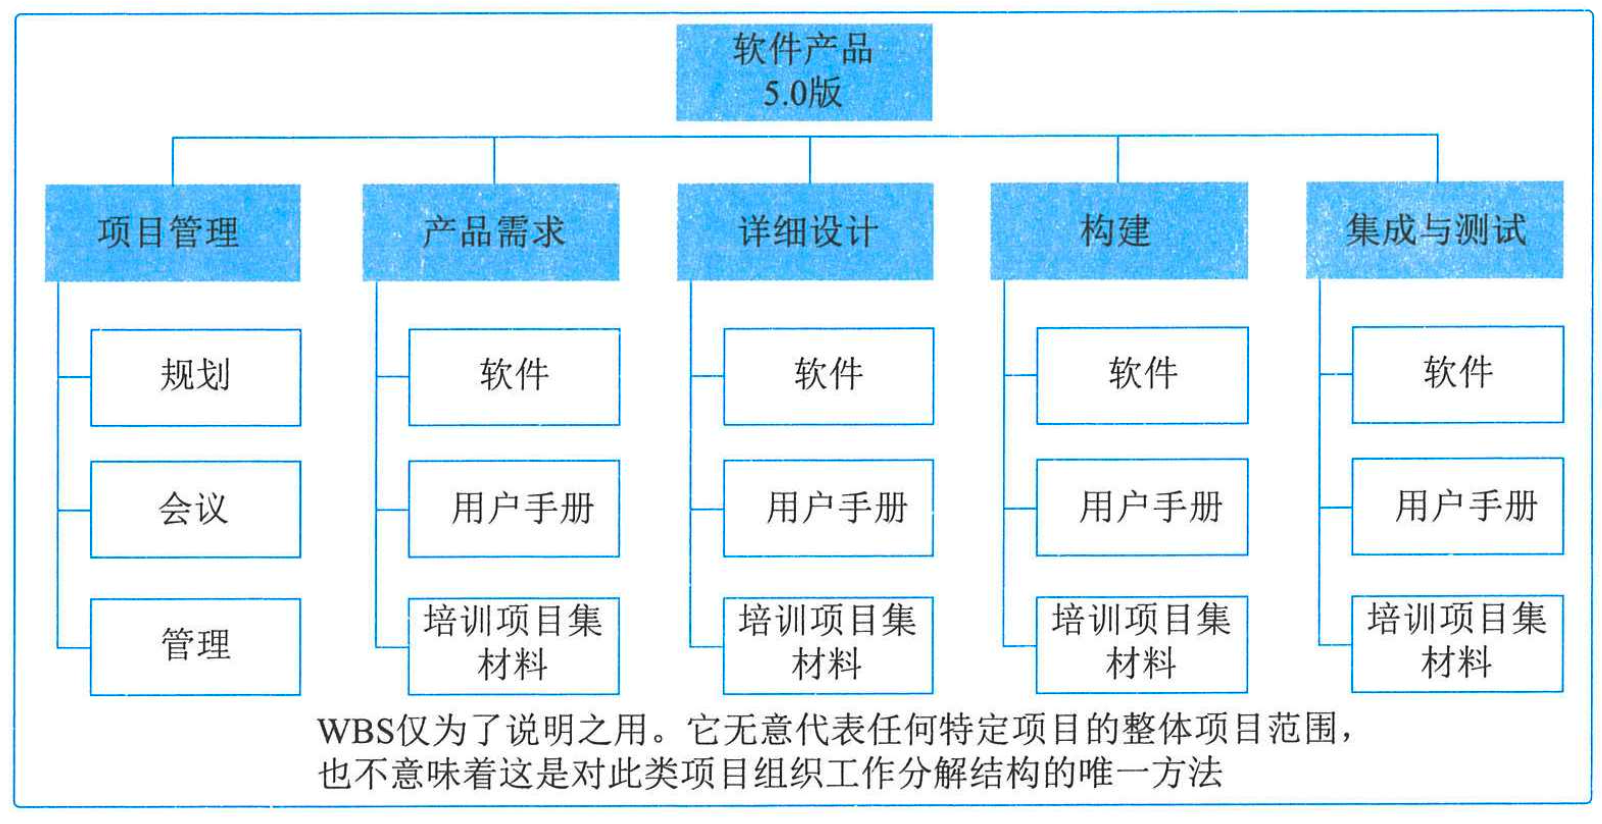 软件产品
5.0版
项目管理
产品需求
详细设计
构建
集成与测试
规划
软件
软件
软件
软件
会议
用户手册
用户手册
用户手册
用户手册
管理
培训项目集
材料
培训项目集
材料
培训项目集
材料
培训项目集
材料
WBS仅为了说明之用。它无意代表任何特定项目的整体项目范围，
也不意味着这是对此类项目组织工作分解结构的唯一方法